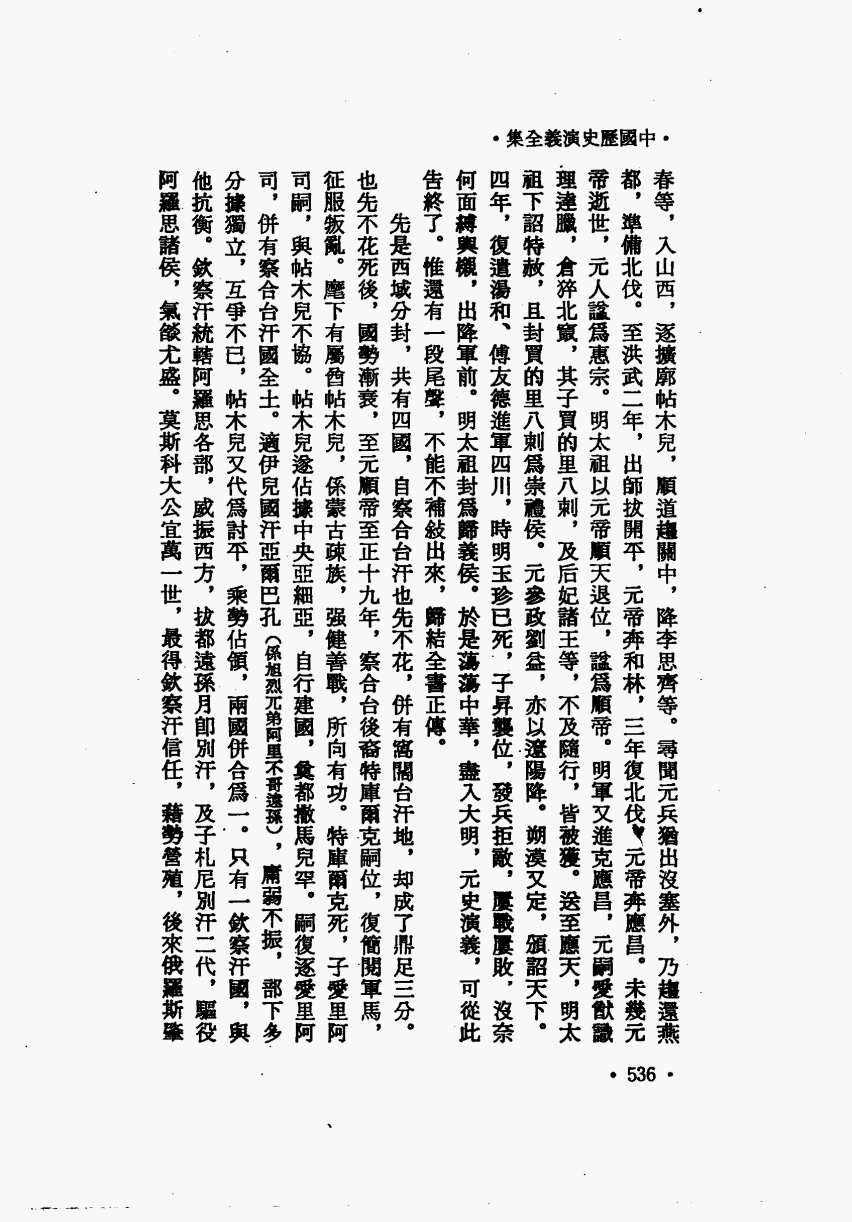 •中國歷史演義全集•
春等，入山西，逐擴廓帖木兒，順道趨關中，降李思齊等。尋聞元兵猶出沒塞外，乃趨還燕
都，準備北伐。至洪武二年，出師拔開平，元帝奔和林，三年復北伐，元帝奔應昌。未幾元
帝逝世，元人謚爲惠宗。明太祖以元帝順天退位，謚爲順帝。明軍又進克應昌，元嗣愛猷識
理達臘，倉猝北竄，其子買的里八剌，及后妃諸王等，不及隨行，皆被獲。送至應天，明太
祖下詔特赦，且封買的里八剌爲崇禮侯。元參政劉益，亦以遼陽降。朔漠又定，頒詔天下。
四年，復遣湯和、傅友德進軍四川，時明玉珍已死，子昇襲位，發兵拒敵，屢戰屢敗，沒奈
何面縛輿櫬，出降軍前。明太祖封爲歸義侯。於是蕩蕩中華，盡入大明，元史演義，可從此
告終了。惟還有一段尾聲，不能不補敍出來，歸結全書正傳。
先是西域分封，共有四國，自察合台汗也先不花，併有窩闊台汗地，却成了鼎足三分。
也先不花死後，國勢漸衰，至元順帝至正十九年，察合台後裔特庫爾克嗣位，復簡閱軍馬，
征服叛亂。麾下有屬酋帖木兒，係蒙古疎族，强健善戰，所向有功。特庫爾克死，子愛里阿
司嗣，與帖木兒不協。帖木兒遂佔據中央亞細亞，自行建國，奠都撒馬兒罕。嗣復逐愛里阿
司，併有察合台汗國全土。適伊兒國汗亞爾巴孔（係旭烈兀弟阿里不哥遠孫），庸弱不振，部下多
分據獨立，互爭不已，帖木兒又代爲討平，乘勢佔領，兩國併合爲一。只有一欽察汗國，與
他抗衡。欽察汗統轄阿羅思各部，威振西方，拔都遠孫月卽別汗，及子札尼別汗二代，驅役
阿羅思諸侯，氣燄尤盛。莫斯科大公宜萬一世，最得欽察汗信任，藉勢營殖，後來俄羅斯肇
•536•